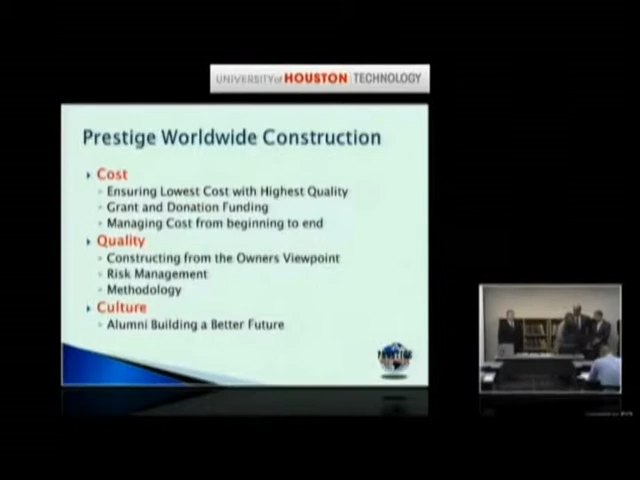 UNIVERSITY of HOUSTON TECHNOLOGY
Prestige Worldwide Construction
Cost
Ensuring Lowest Cost with Highest Quality
Grant and Donation Funding
Managing Cost from beginning to end
Quality
Constructing from the Owners Viewpoint
Risk Management
Methodology
Culture
Alumni Building a Better Future
PRESTIGE